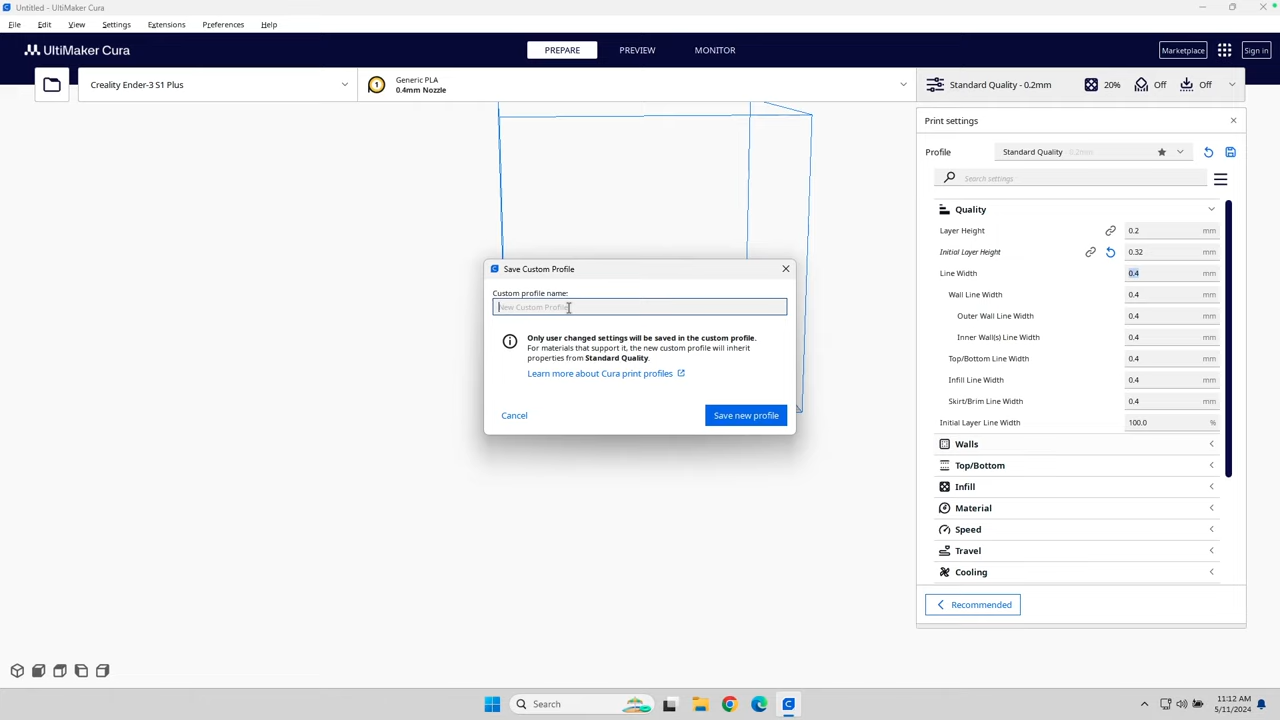 Untitled - UltiMaker Cura
File Edit View Settings Extensions Preferences Help
UltiMaker Cura
PREPARE PREVIEW MONITOR
Marketplace Sign in
Creality Ender-3 S1 Plus
1
Generic PLA
0.4mm Nozzle
Standard Quality - 0.2mm 20% Off Off
Print settings
Profile Standard Quality 0.2mm
Search settings
Quality
Layer Height 0.2 mm
Initial Layer Height 0.32 mm
Line Width 0.4 mm
Wall Line Width 0.4 mm
Outer Wall Line Width 0.4 mm
Inner Wall(s) Line Width 0.4 mm
Top/Bottom Line Width 0.4 mm
Infill Line Width 0.4 mm
Skirt/Brim Line Width 0.4 mm
Initial Layer Line Width 100.0 %
Walls
Top/Bottom
Infill
Material
Speed
Travel
Cooling
Recommended
Save Custom Profile
Custom profile name:
New Custom Profile
Only user changed settings will be saved in the custom profile.
For materials that support it, the new custom profile will inherit
properties from Standard Quality.
Learn more about Cura print profiles
Cancel Save new profile
Search
11:12 AM
5/11/2024